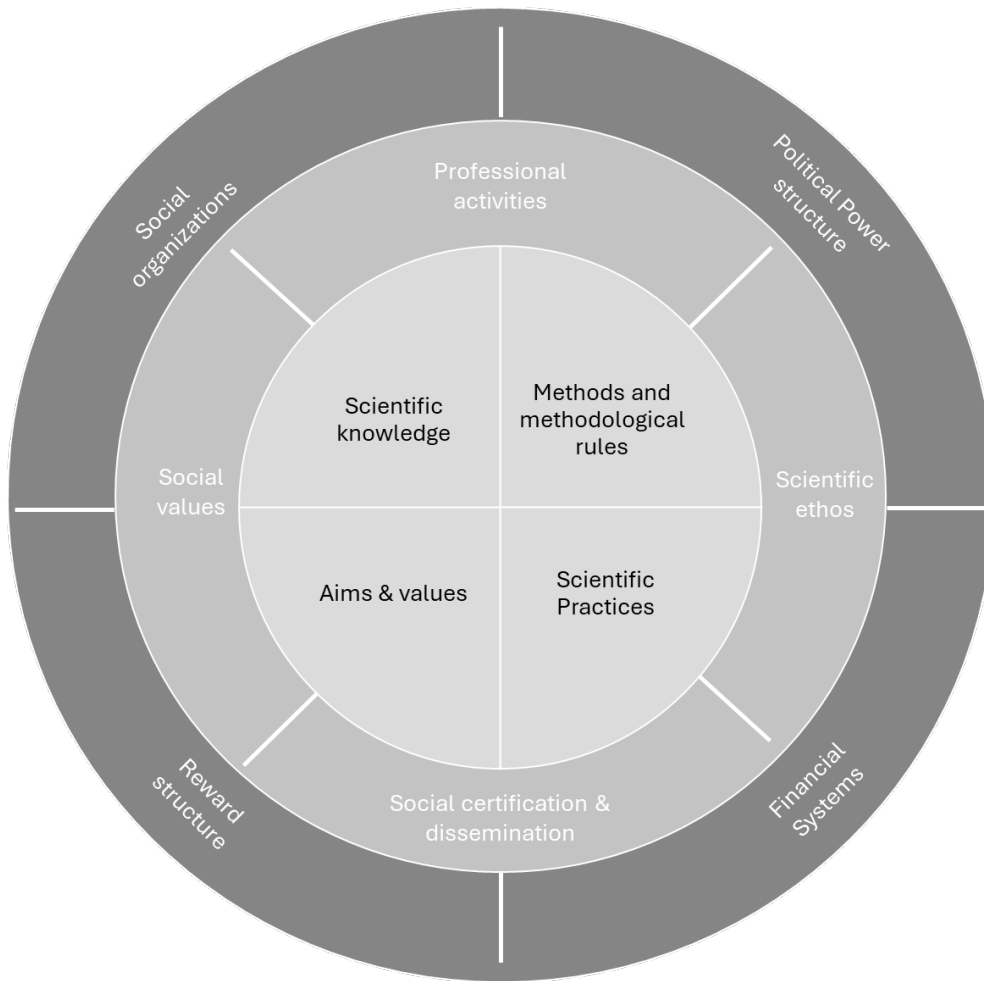 Social
organizations
Political Power
structure
Professional
activities
Scientific
knowledge
Methods and
methodological
rules
Social
values
Scientific
ethos
Aims & values
Scientific
Practices
Reward
structure
Social certification &
dissemination
Financial
Systems